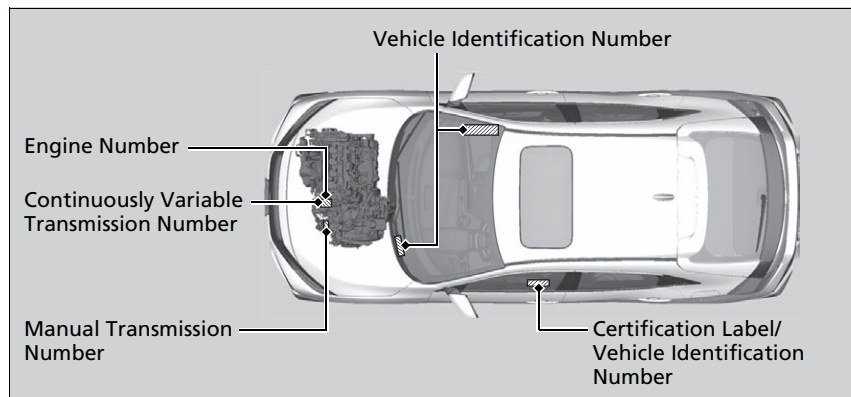 Vehicle Identification Number
Engine Number
Continuously Variable
Transmission Number
Manual Transmission
Number
Certification Label/
Vehicle Identification
Number